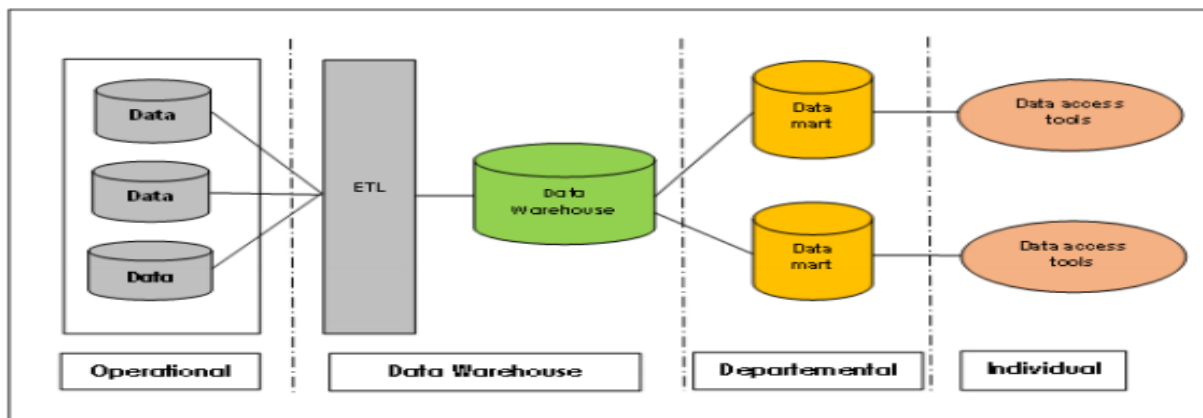 Data
Data
Data
ETL
Data
Warehouse
Data
mart
Data
mart
Data access
tools
Data access
tools
Operational
Data Warehouse
Departemental
Individual